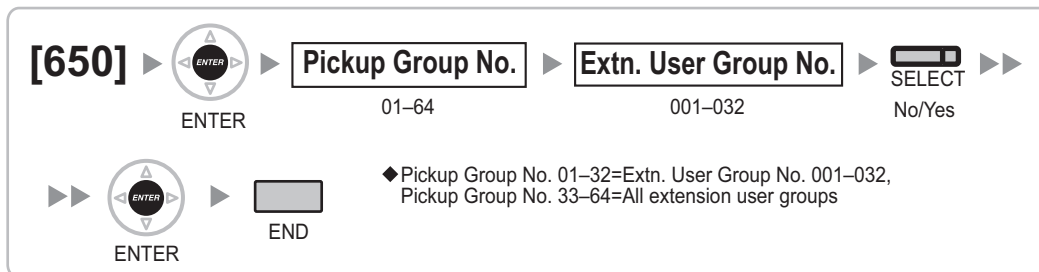 [650] ENTER Pickup Group No. Extn. User Group No. SELECT
ENTER 01–64 001–032 No/Yes
ENTER END
◆Pickup Group No. 01–32=Extn. User Group No. 001–032,
Pickup Group No. 33–64=All extension user groups
ENTER